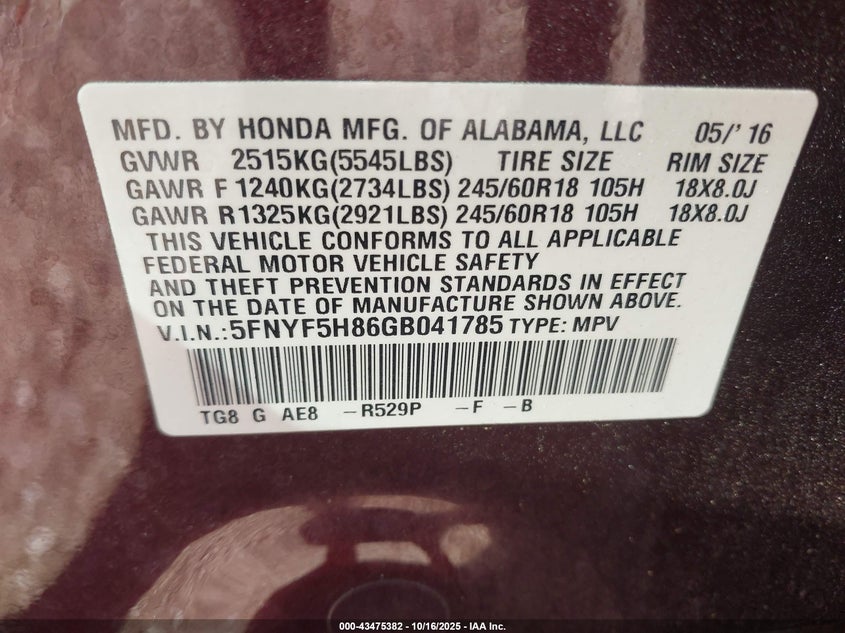 MFD. BY HONDA MFG. OF ALABAMA, LLC 05/' 16
GVWR 2515KG(5545LBS) TIRE SIZE RIM SIZE
GAWR F 1240KG(2734LBS) 245/60R18 105H 18X8.0J
GAWR R1325KG(2921LBS) 245/60R18 105H 18X8.0J
THIS VEHICLE CONFORMS TO ALL APPLICABLE
FEDERAL MOTOR VEHICLE SAFETY
AND THEFT PREVENTION STANDARDS IN EFFECT
ON THE DATE OF MANUFACTURE SHOWN ABOVE.
V.I.N.:5FNYF5H86GB041785 TYPE: MPV
TG8 G AE8 -R529P -F -B
000-43475382 - 10/16/2025 - IAA Inc.